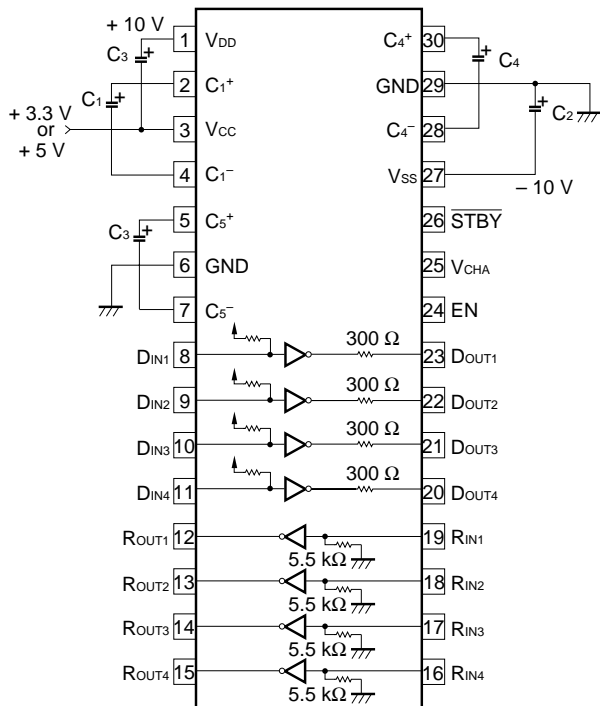 + 10 V
1 VDD C4+ 30
C3
C4
2 C1+ GND 29
C1
C2
+ 3.3 V
or
+ 5 V
3 VCC C4− 28
4 C1− VSS 27
− 10 V
5 C5+ STBY 26
C3
6 GND VCHA 25
7 C5− EN 24
300 Ω
DIN1 8 23 DOUT1
300 Ω
DIN2 9 22 DOUT2
300 Ω
DIN3 10 21 DOUT3
300 Ω
DIN4 11 20 DOUT4
ROUT1 12 19 RIN1
5.5 kΩ
ROUT2 13 18 RIN2
5.5 kΩ
ROUT3 14 17 RIN3
5.5 kΩ
ROUT4 15 16 RIN4
5.5 kΩ